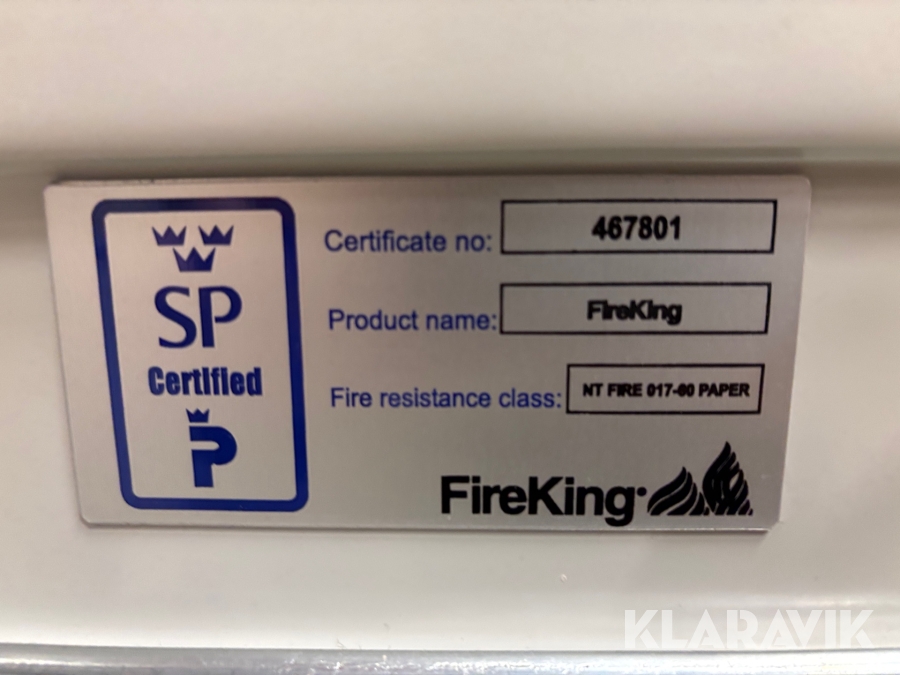 SP
Certified
P
Certificate no: 467801
Product name: FireKing
Fire resistance class: NT FIRE 017-60 PAPER
FireKing
KLARAVIK